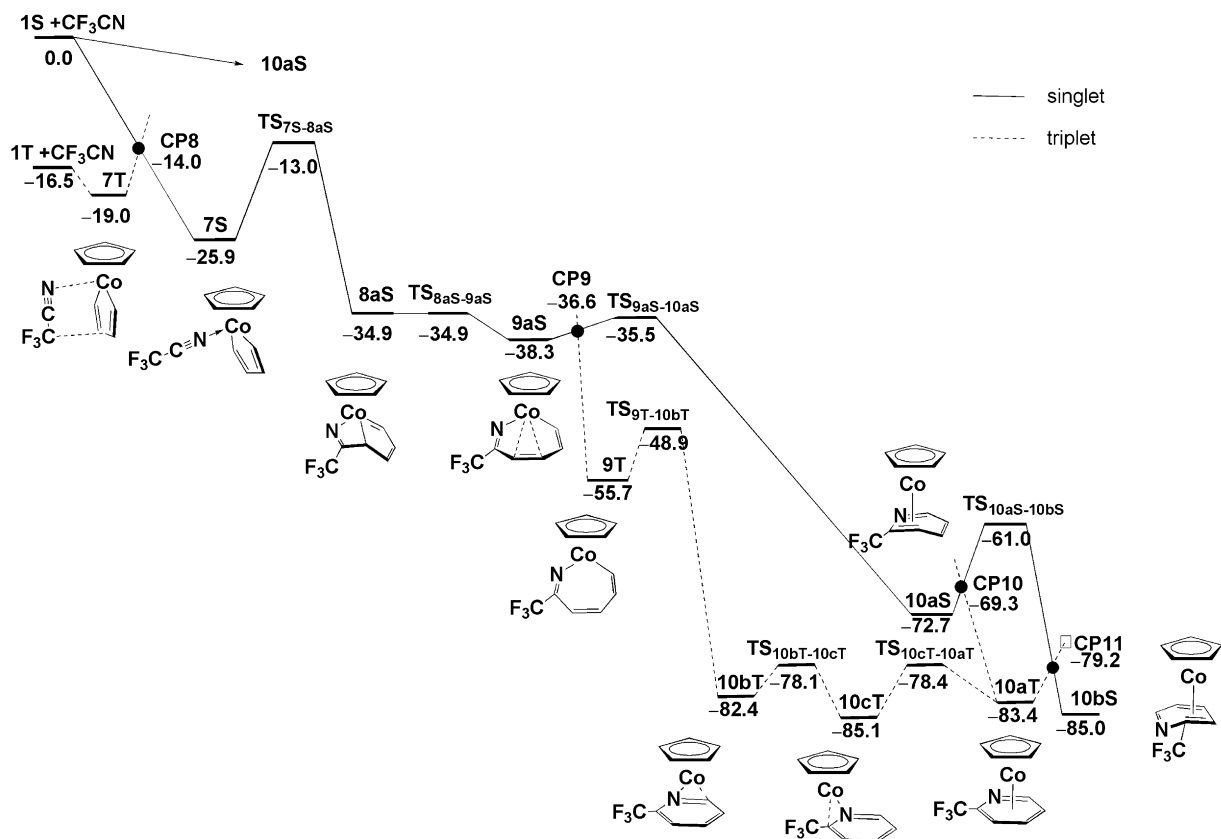 1S +CF3CN
0.0
10aS
singlet
triplet
CP8
−14.0
TS7S-8aS
−13.0
1T +CF3CN
−16.5
7T
−19.0
7S
−25.9
Co
N
C
F3C
Co
F3C
C
N
8aS
−34.9
TS8aS-9aS
−34.9
9aS
−38.3
CP9
−36.6
TS9aS-10aS
−35.5
Co
N
F3C
Co
N
F3C
TS9T-10bT
−48.9
9T
−55.7
Co
N
F3C
Co
N
F3C
TS10aS-10bS
−61.0
CP10
−69.3
10aS
−72.7
CP11
−79.2
TS10bT-10cT
−78.1
TS10cT-10aT
−78.4
10bT
−82.4
10cT
−85.1
10aT
−83.4
10bS
−85.0
Co
N
F3C
Co
N
F3C
Co
N
F3C
Co
N
F3C